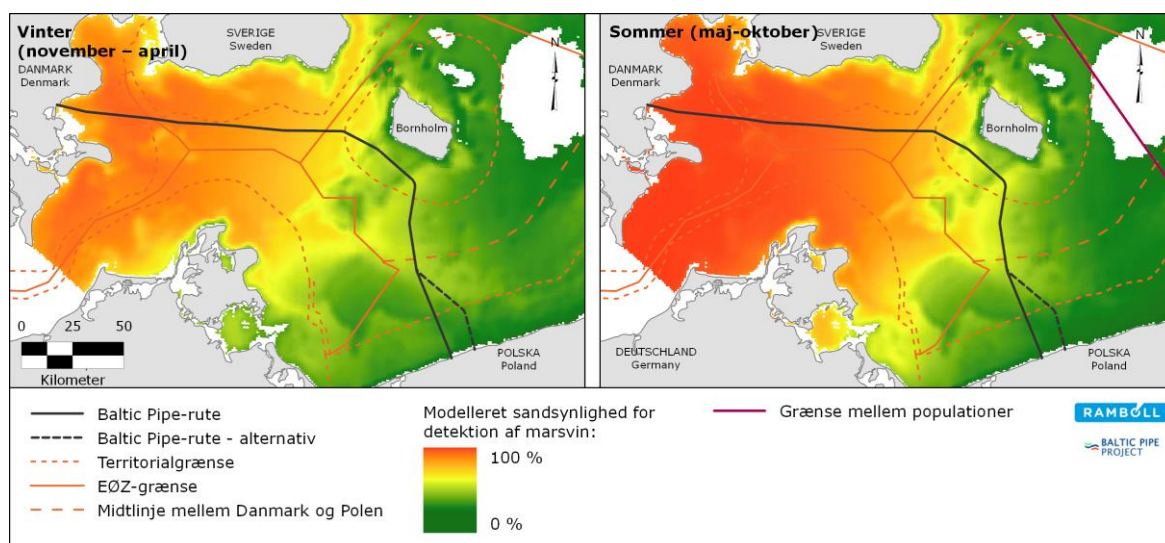 Vinter
(november – april)
SVERIGE
Sweden
DANMARK
Denmark
N
Bornholm
0 25 50
Kilometer
POLSKA
Poland
Sommer (maj-oktober)
SVERIGE
Sweden
DANMARK
Denmark
N
Bornholm
DEUTSCHLAND
Germany
POLSKA
Poland
Baltic Pipe-rute
Baltic Pipe-rute - alternativ
Territorialgrænse
EØZ-grænse
Midtlinje mellem Danmark og Polen
Modelleret sandsynlighed for
detektion af marsvin:
100 %
0 %
Grænse mellem populationer
RAMBOLL
BALTIC PIPE
PROJECT